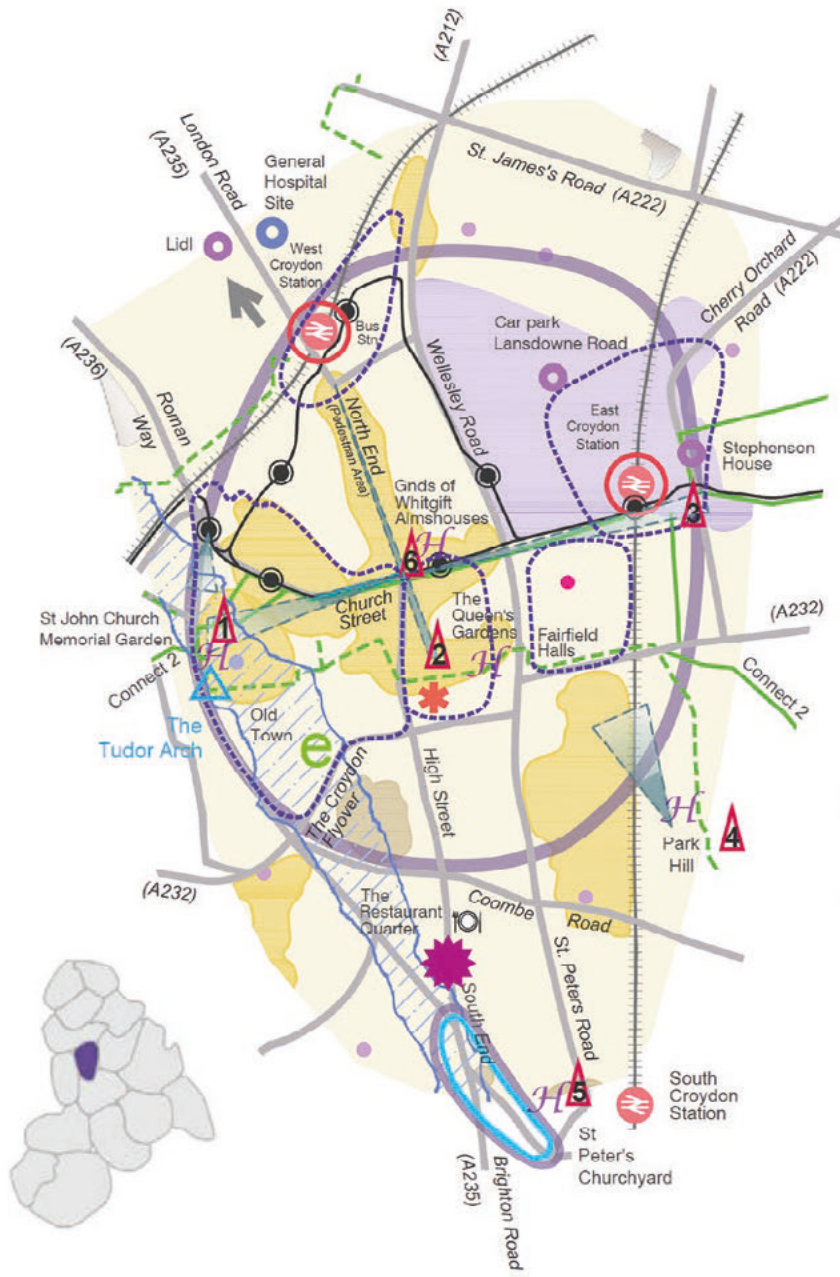 (A212)
London Road
(A235)
St. James's Road (A222)
General
Hospital
Site
Lidl
West
Croydon
Station
Bus
Stn
Cherry Orchard
Road (A222)
Car park
Lansdowne Road
(A236)
Roman
Way
North End
(Padestrian Area)
Wellesley Road
East
Croydon
Station
Stephenson
House
Gnds of
Whitgift
Almshouses
H
6
3
St John Church
Memorial Garden
1
H
Church
Street
The
Queen's
Gardens
2
H
Fairfield
Halls
(A232)
Connect 2
Connect 2
The
Tudor Arch
Old
Town
e
The Croydon
Flyover
High Street
H
Park
Hill
4
(A232)
The
Restaurant
Quarter
Coombe
Road
South End
St. Peters Road
H
5
South
Croydon
Station
St
Peter's
Churchyard
(A235)
Brighton Road